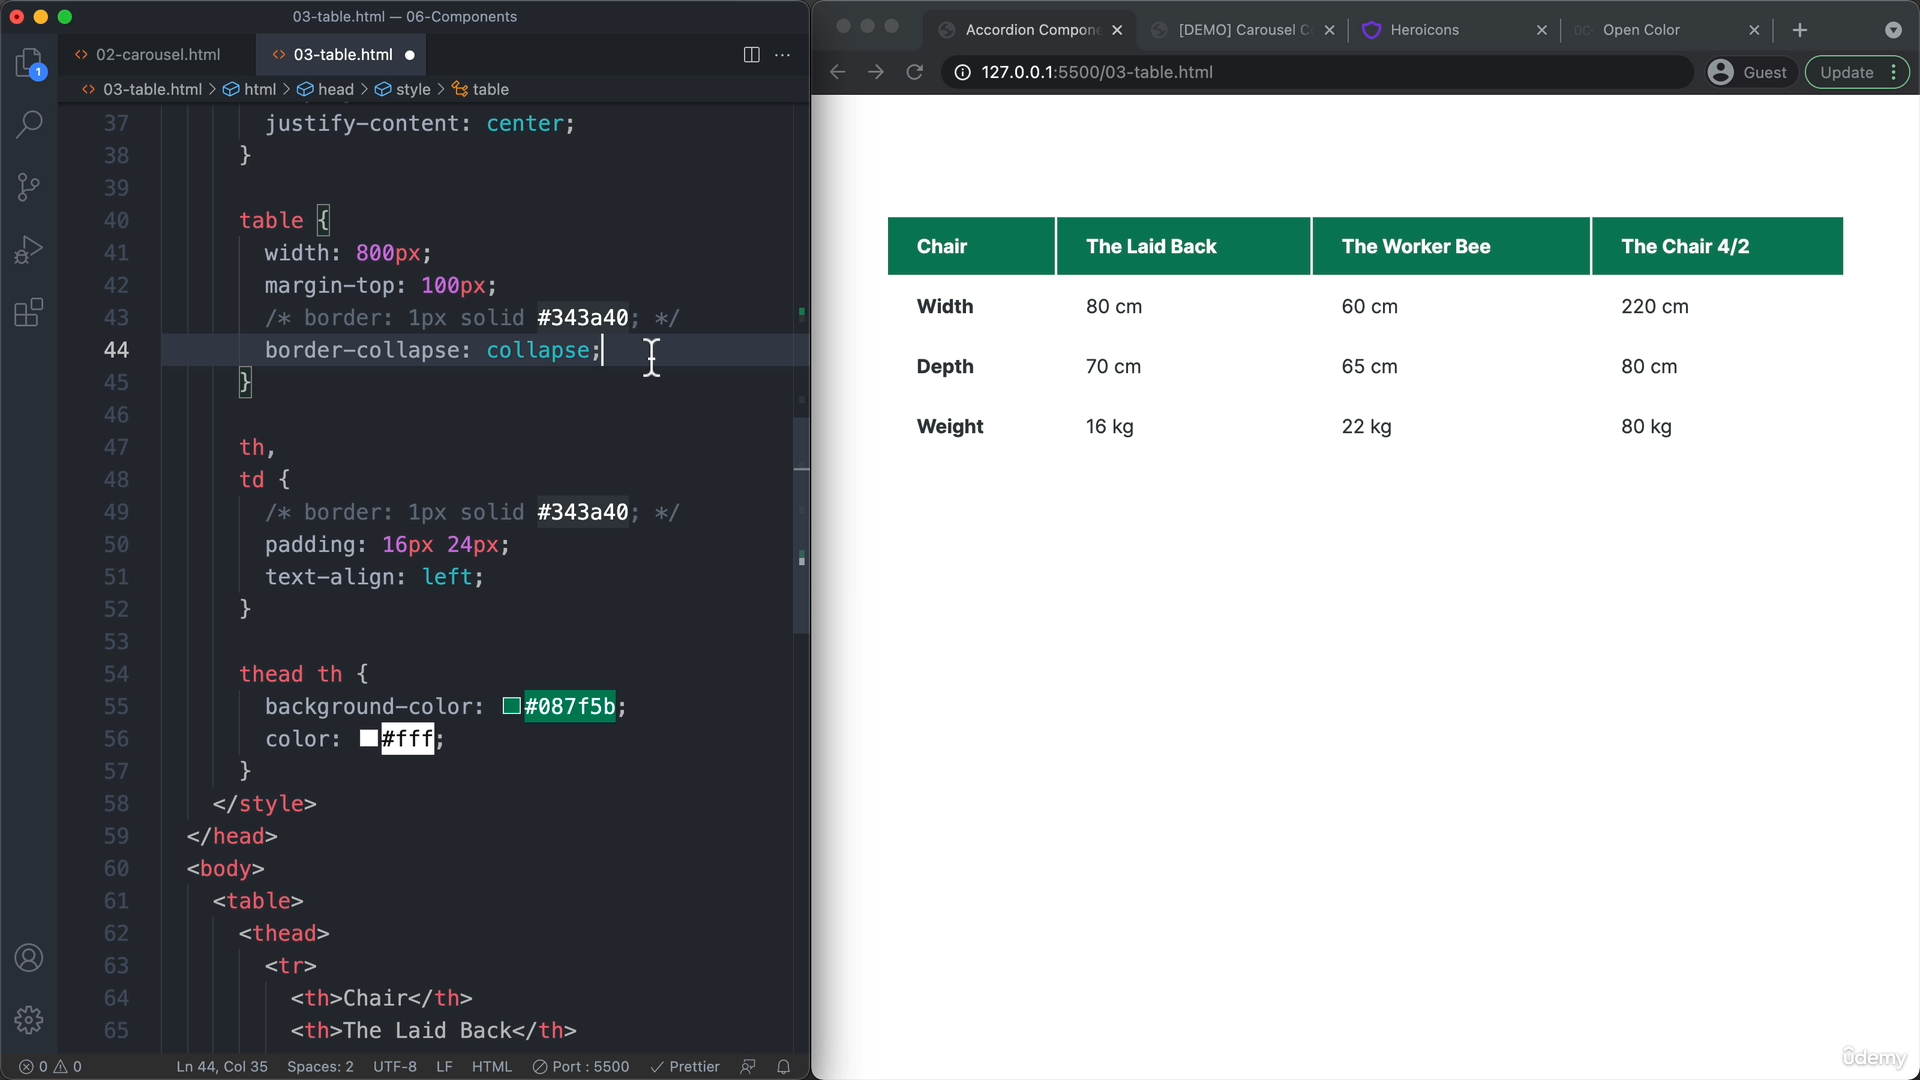 03-table.html — 06-Components
02-carousel.html
03-table.html
03-table.html > html > head > style > table
37 justify-content: center;
38 }
39
40 table {
41 width: 800px;
42 margin-top: 100px;
43 /* border: 1px solid #343a40; */
44 border-collapse: collapse;
45 }
46
47 th,
48 td {
49 /* border: 1px solid #343a40; */
50 padding: 16px 24px;
51 text-align: left;
52 }
53
54 thead th {
55 background-color: #087f5b;
56 color: #fff;
57 }
58 </style>
59 </head>
60 <body>
61 <table>
62 <thead>
63 <tr>
64 <th>Chair</th>
65 <th>The Laid Back</th>
1
0 0 Ln 44, Col 35 Spaces: 2 UTF-8 LF HTML Port : 5500 Prettier
Accordion Compone [DEMO] Carousel C Heroicons Open Color
127.0.0.1:5500/03-table.html Guest Update
Chair The Laid Back The Worker Bee The Chair 4/2
Width 80 cm 60 cm 220 cm
Depth 70 cm 65 cm 80 cm
Weight 16 kg 22 kg 80 kg
ûdemy